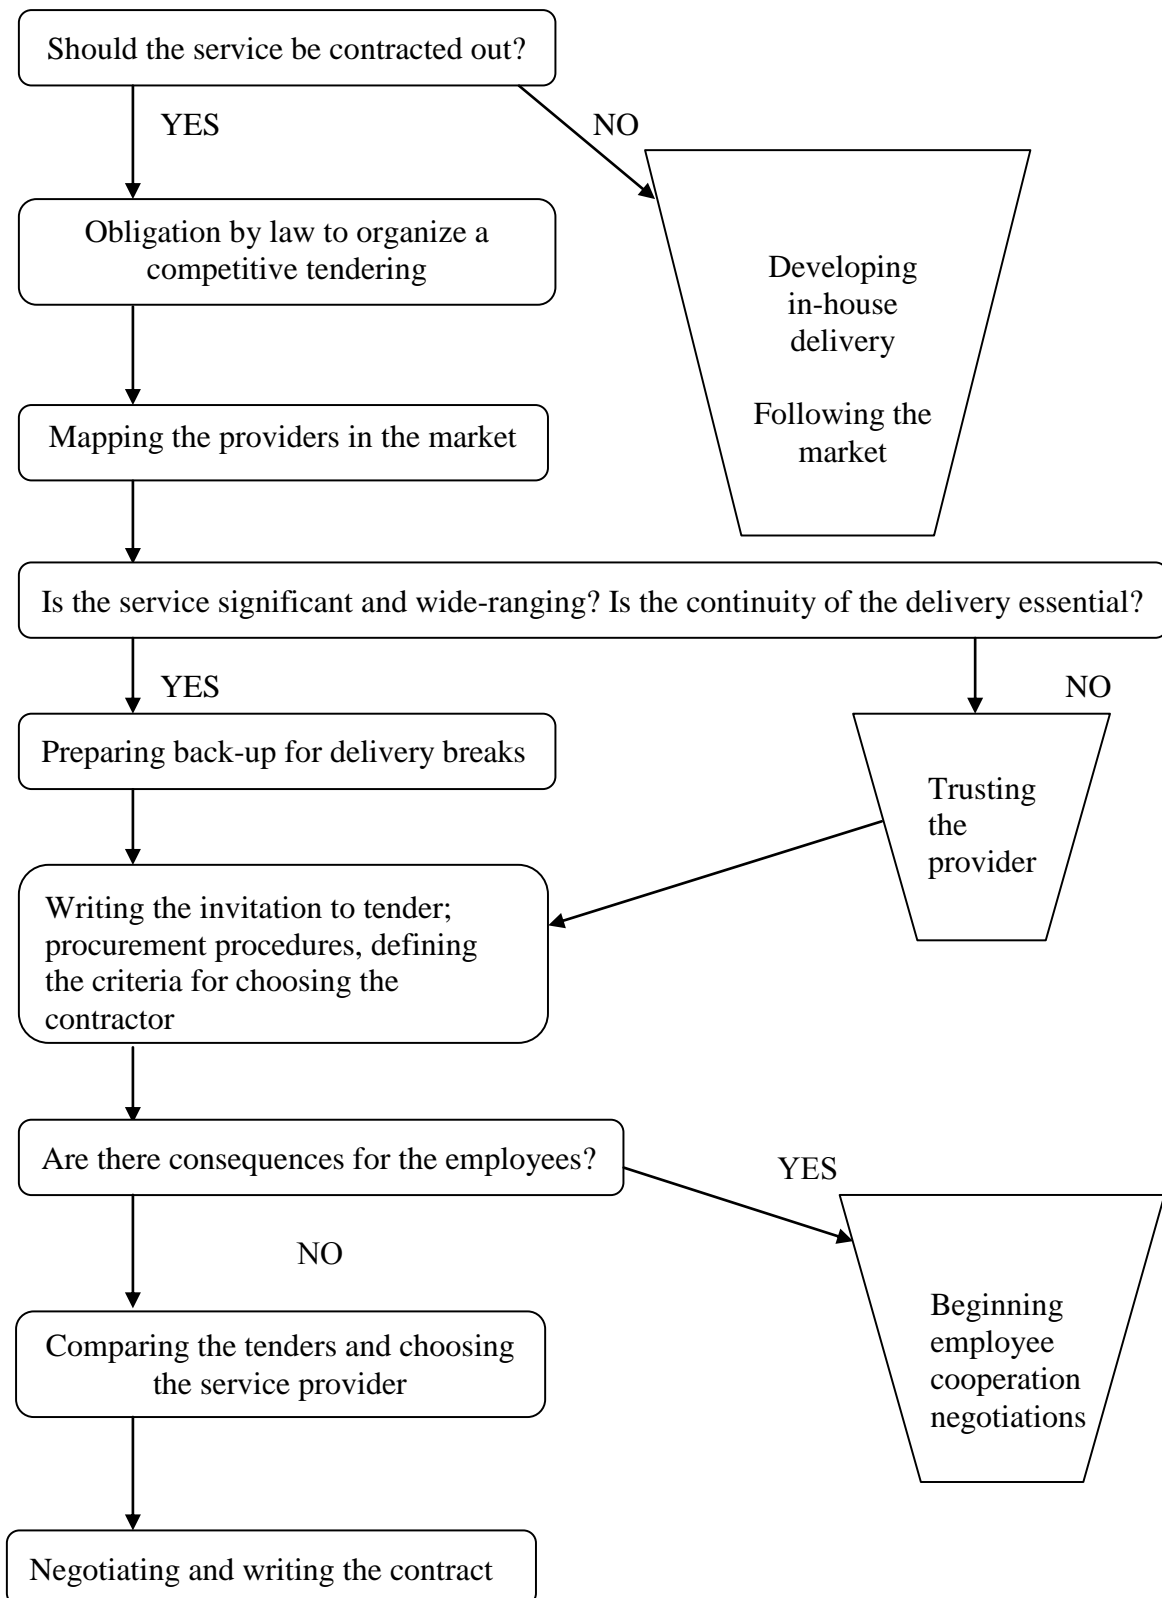 Should the service be contracted out?
YES
NO
Obligation by law to organize a
competitive tendering
Developing
in-house
delivery
Following the
market
Mapping the providers in the market
Is the service significant and wide-ranging? Is the continuity of the delivery essential?
YES
NO
Preparing back-up for delivery breaks
Trusting
the
provider
Writing the invitation to tender;
procurement procedures, defining
the criteria for choosing the
contractor
Are there consequences for the employees?
YES
NO
Beginning
employee
cooperation
negotiations
Comparing the tenders and choosing
the service provider
Negotiating and writing the contract